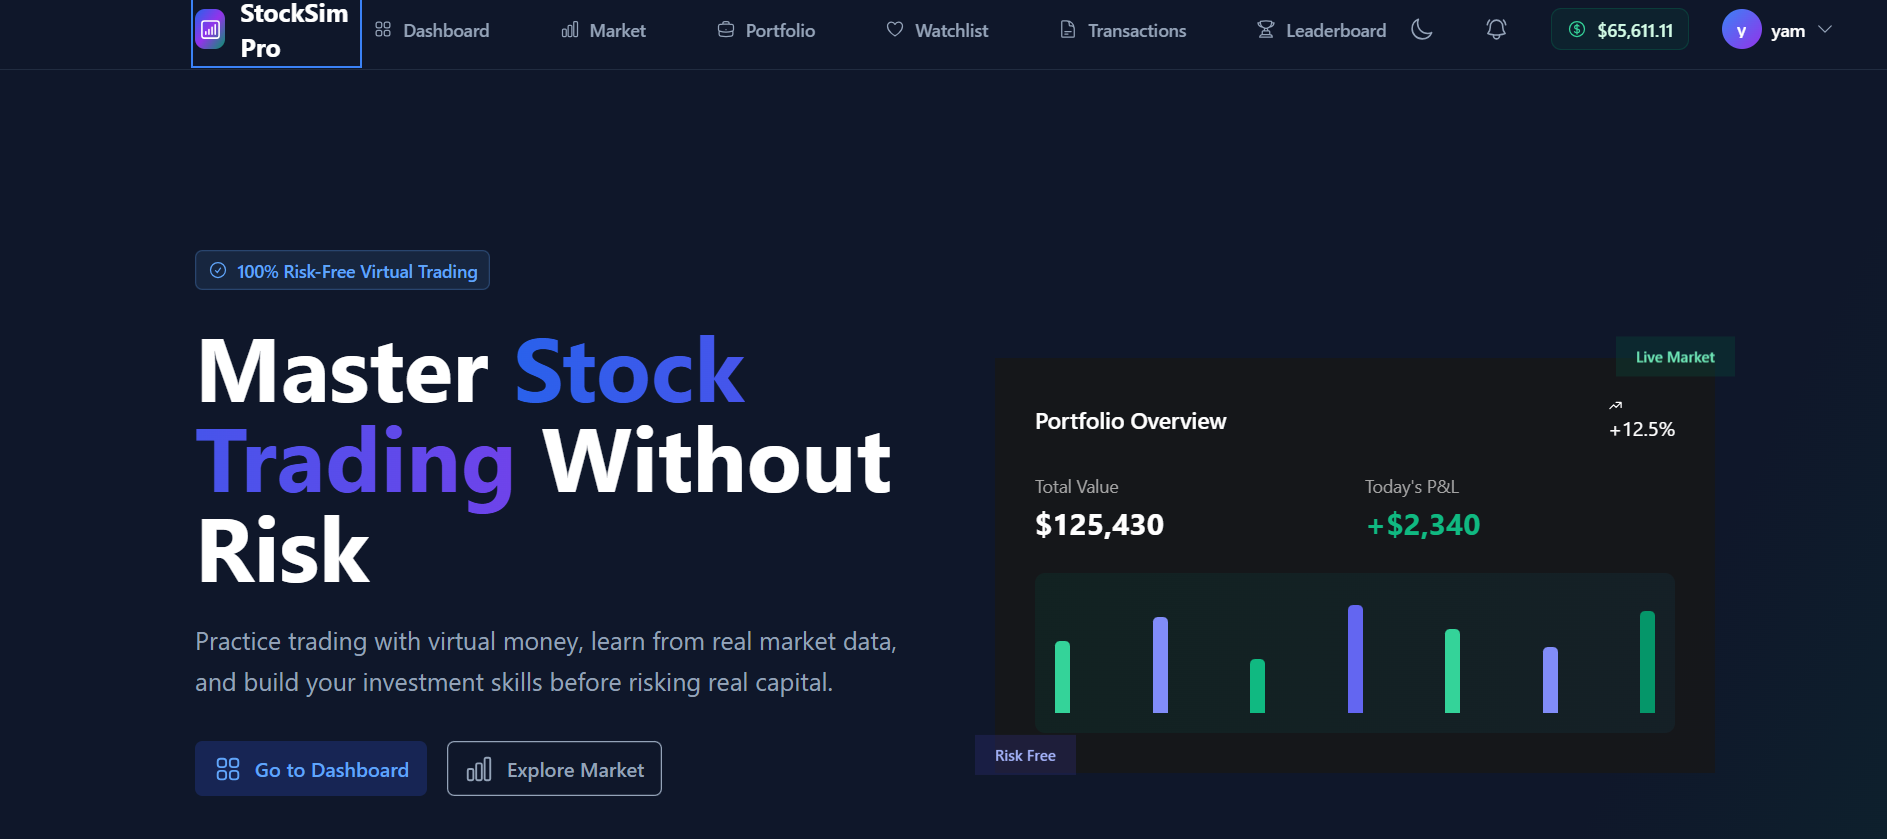 StockSim
Pro
Dashboard
Market
Portfolio
Watchlist
Transactions
Leaderboard
$65,611.11
y
yam
100% Risk-Free Virtual Trading
Master Stock
Trading Without
Risk
Practice trading with virtual money, learn from real market data,
and build your investment skills before risking real capital.
Go to Dashboard
Explore Market
Live Market
Portfolio Overview
+12.5%
Total Value
Today's P&L
$125,430
+$2,340
Risk Free